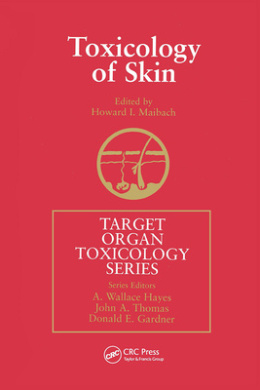 Toxicology
of Skin
Edited by
Howard I. Maibach
TARGET
ORGAN
TOXICOLOGY
SERIES
Series Editors
A. Wallace Hayes
John A. Thomas
Donald E. Gardner
CRC CRC Press
Taylor & Francis Group